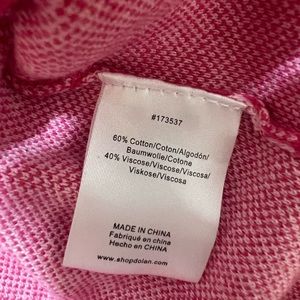 #173537
60% Cotton/Coton/Algodón/
Baumwolle/Cotone
40% Viscose/Viscose/Viscosa/
Viskose/Viscosa
MADE IN CHINA
Fabriqué en china
Hecho en CHINA
www.shopdolan.com